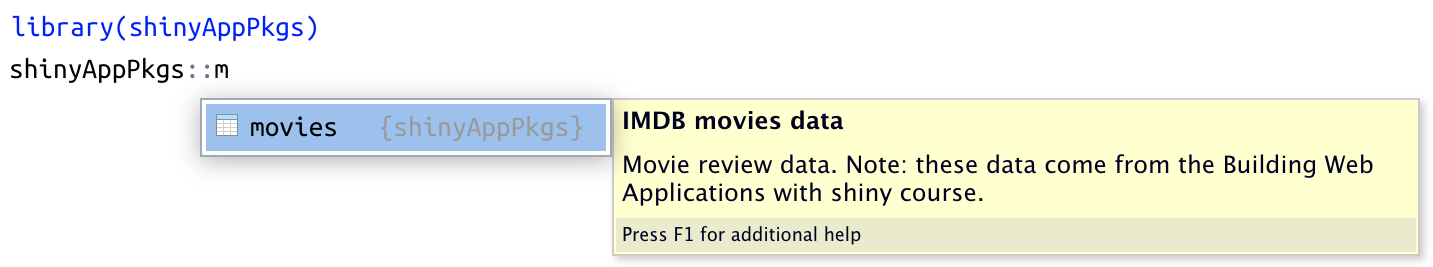 library(shinyAppPkgs)
shinyAppPkgs::m
movies {shinyAppPkgs}
IMDB movies data
Movie review data. Note: these data come from the Building Web
Applications with shiny course.
Press F1 for additional help